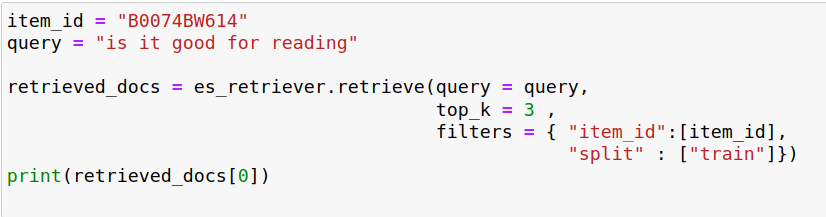 item_id = "B0074BW614"
query = "is it good for reading"
retrieved_docs = es_retriever.retrieve(query = query,
top_k = 3 ,
filters = { "item_id":[item_id],
"split" : ["train"]})
print(retrieved_docs[0])